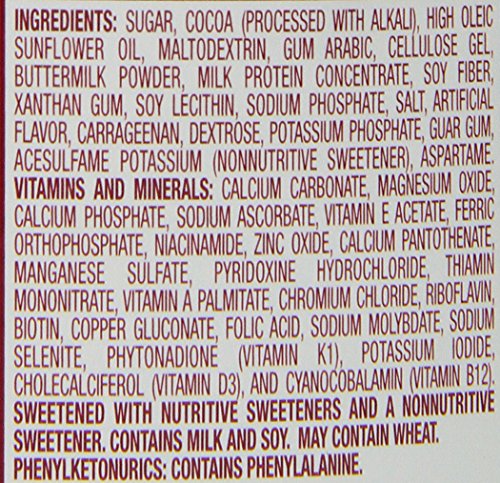 INGREDIENTS: SUGAR, COCOA (PROCESSED WITH ALKALI), HIGH OLEIC
SUNFLOWER OIL, MALTODEXTRIN, GUM ARABIC, CELLULOSE GEL,
BUTTERMILK POWDER, MILK PROTEIN CONCENTRATE, SOY FIBER,
XANTHAN GUM, SOY LECITHIN, SODIUM PHOSPHATE, SALT, ARTIFICIAL
FLAVOR, CARRAGEENAN, DEXTROSE, POTASSIUM PHOSPHATE, GUAR GUM,
ACESULFAME POTASSIUM (NONNUTRITIVE SWEETENER), ASPARTAME.
VITAMINS AND MINERALS: CALCIUM CARBONATE, MAGNESIUM OXIDE,
CALCIUM PHOSPHATE, SODIUM ASCORBATE, VITAMIN E ACETATE, FERRIC
ORTHOPHOSPHATE, NIACINAMIDE, ZINC OXIDE, CALCIUM PANTOTHENATE,
MANGANESE SULFATE, PYRIDOXINE HYDROCHLORIDE, THIAMIN
MONONITRATE, VITAMIN A PALMITATE, CHROMIUM CHLORIDE, RIBOFLAVIN,
BIOTIN, COPPER GLUCONATE, FOLIC ACID, SODIUM MOLYBDATE, SODIUM
SELENITE, PHYTONADIONE (VITAMIN K1), POTASSIUM IODIDE,
CHOLECALCIFEROL (VITAMIN D3), AND CYANOCOBALAMIN (VITAMIN B12).
SWEETENED WITH NUTRITIVE SWEETENERS AND A NONNUTRITIVE
SWEETENER. CONTAINS MILK AND SOY. MAY CONTAIN WHEAT.
PHENYLKETONURICS: CONTAINS PHENYLALANINE.